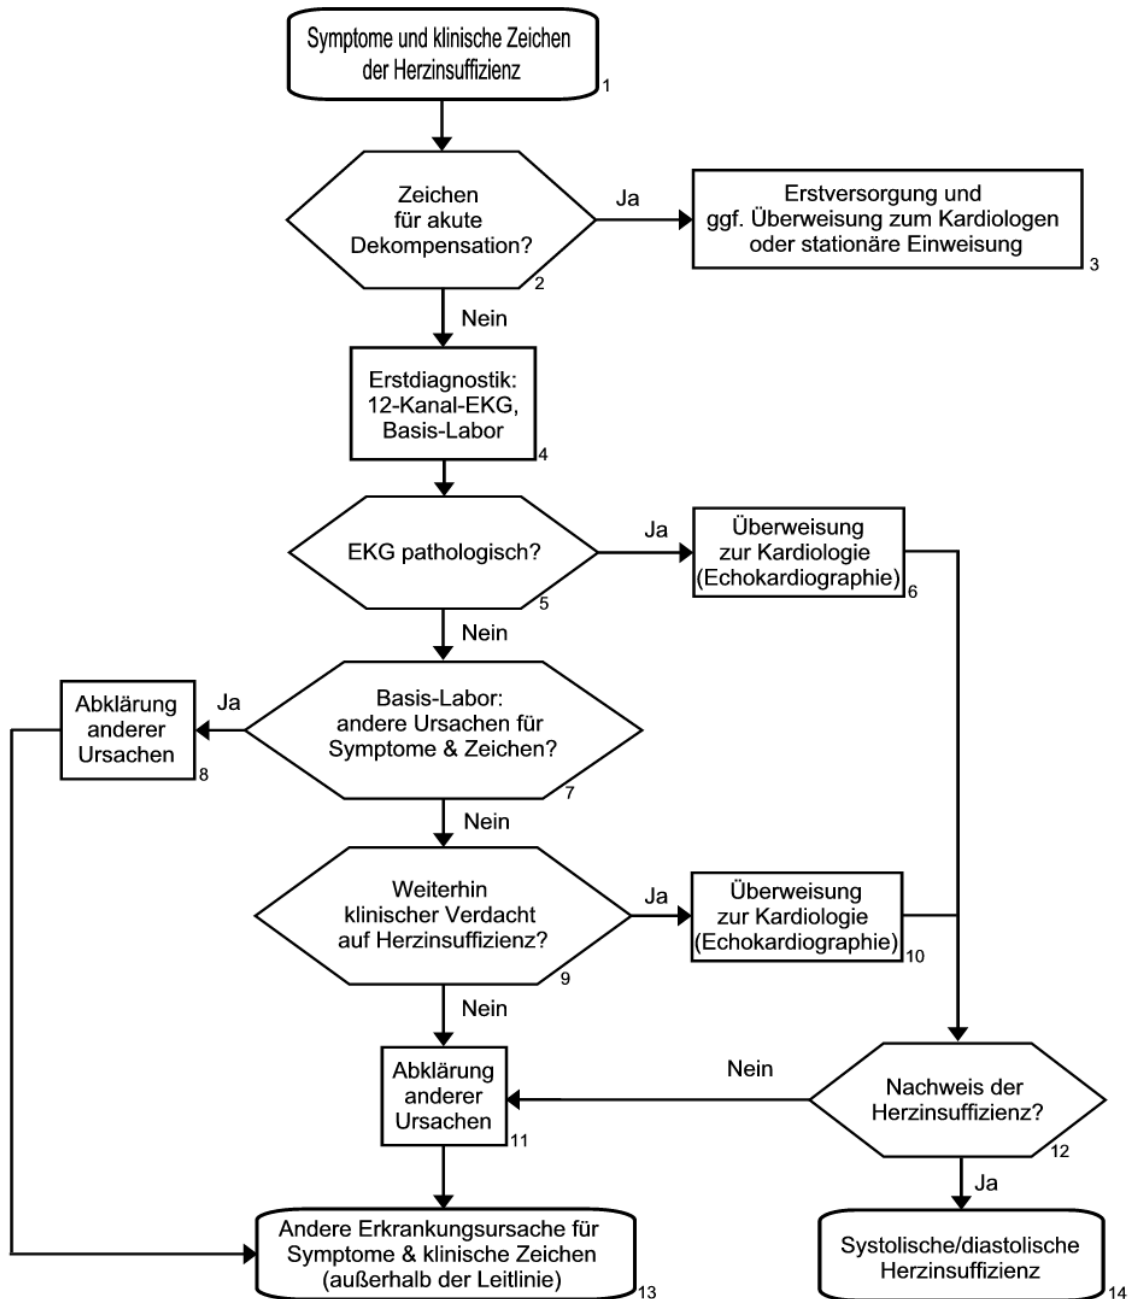 Symptome und klinische Zeichen
der Herzinsuffizienz
1
Zeichen
für akute
Dekompensation?
2
Ja
Erstversorgung und
ggf. Überweisung zum Kardiologen
oder stationäre Einweisung
3
Nein
Erstdiagnostik:
12-Kanal-EKG,
Basis-Labor
4
EKG pathologisch?
5
Ja
Überweisung
zur Kardiologie
(Echokardiographie)
6
Nein
Basis-Labor:
andere Ursachen für
Symptome & Zeichen?
7
Ja
Abklärung
anderer
Ursachen
8
Nein
Weiterhin
klinischer Verdacht
auf Herzinsuffizienz?
9
Ja
Überweisung
zur Kardiologie
(Echokardiographie)
10
Nein
Abklärung
anderer
Ursachen
11
Nein
Nachweis der
Herzinsuffizienz?
12
Ja
Andere Erkrankungsursache für
Symptome & klinische Zeichen
(außerhalb der Leitlinie)
13
Systolische/diastolische
Herzinsuffizienz
14